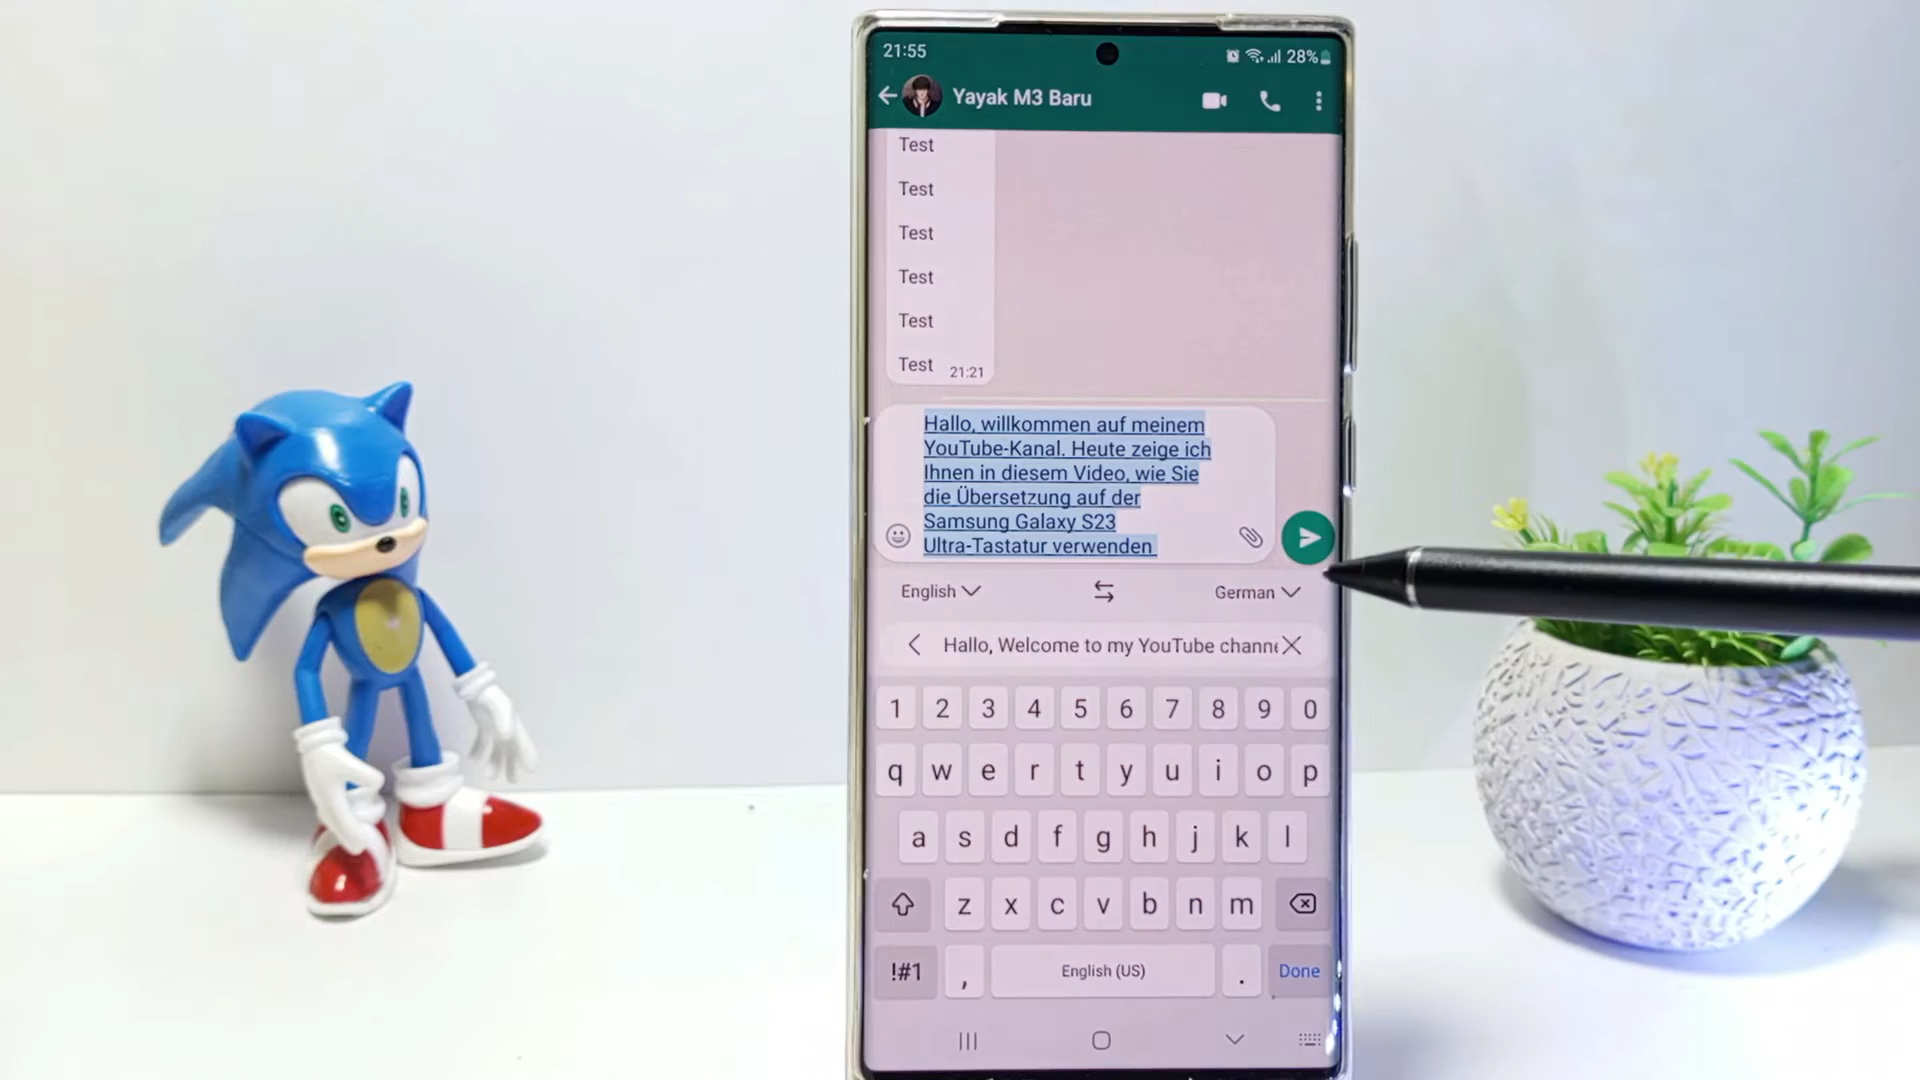 21:55
28%
Yayak M3 Baru
Test
Test
Test
Test
Test
Test 21:21
Hallo, willkommen auf meinem
YouTube-Kanal. Heute zeige ich
Ihnen in diesem Video, wie Sie
die Übersetzung auf der
Samsung Galaxy S23
Ultra-Tastatur verwenden
English German
Hallo, Welcome to my YouTube channe
1 2 3 4 5 6 7 8 9 0
q w e r t y u i o p
a s d f g h j k l
z x c v b n m
!#1 , English (US) . Done